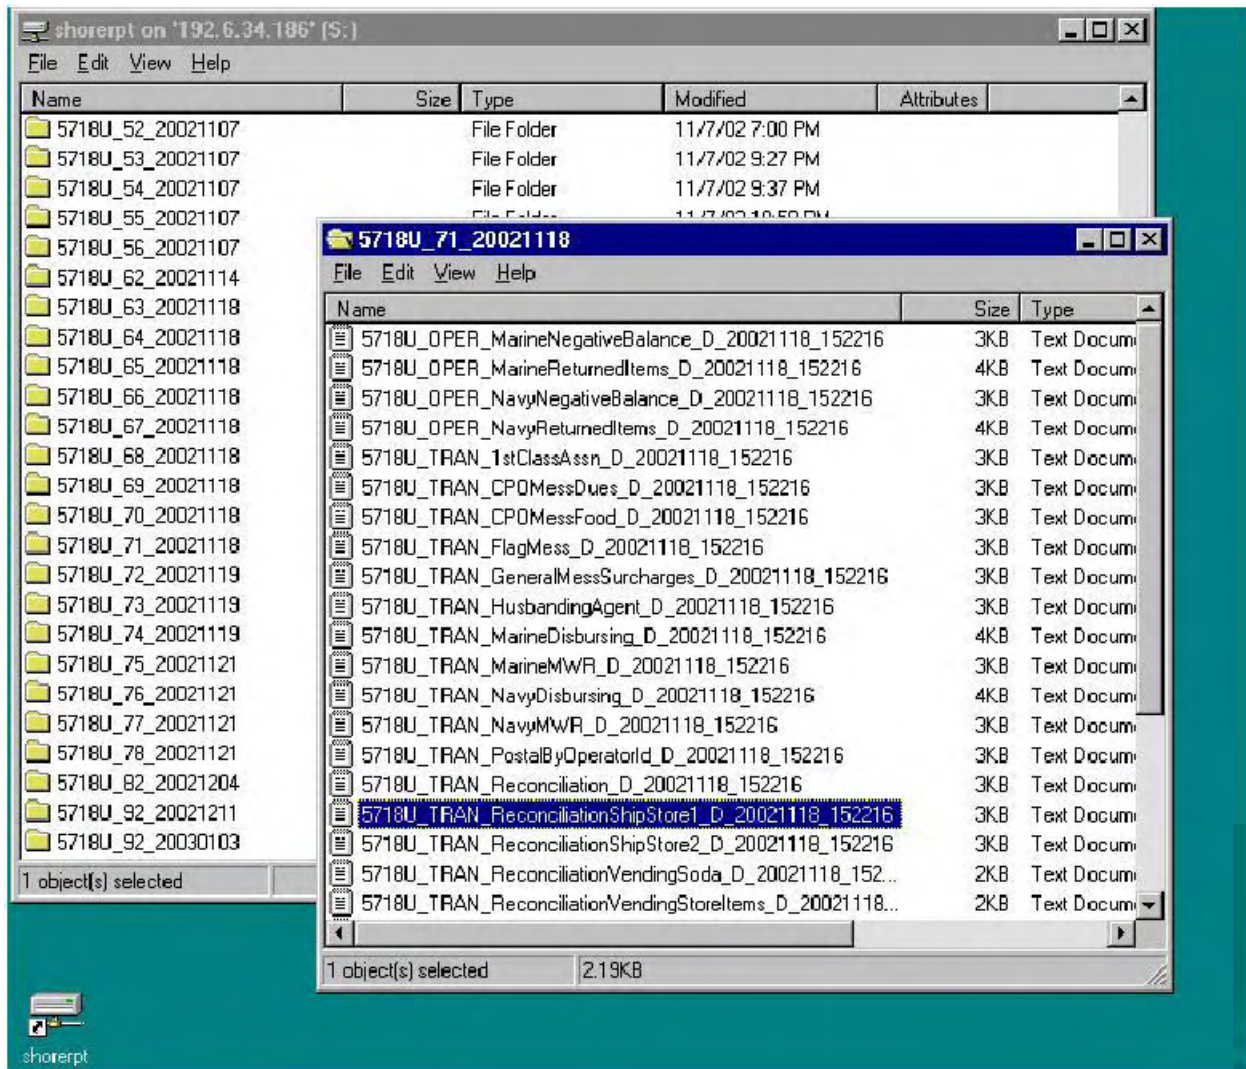 shorerpt on '192.6.34.186' (S:)
File Edit View Help
Name Size Type Modified Attributes
5718U_52_20021107 File Folder 11/7/02 7:00 PM
5718U_53_20021107 File Folder 11/7/02 9:27 PM
5718U_54_20021107 File Folder 11/7/02 9:37 PM
5718U_55_20021107 File Folder 11/7/02 10:59 PM
5718U_56_20021107
5718U_62_20021114
5718U_63_20021118
5718U_64_20021118
5718U_65_20021118
5718U_66_20021118
5718U_67_20021118
5718U_68_20021118
5718U_69_20021118
5718U_70_20021118
5718U_71_20021118
5718U_72_20021119
5718U_73_20021119
5718U_74_20021119
5718U_75_20021121
5718U_76_20021121
5718U_77_20021121
5718U_78_20021121
5718U_82_20021204
5718U_92_20021211
5718U_92_20030103
1 object(s) selected
5718U_71_20021118
File Edit View Help
Name Size Type
5718U_OPER_MarineNegativeBalance_D_20021118_152216 3KB Text Docum
5718U_OPER_MarineReturnedItems_D_20021118_152216 4KB Text Docum
5718U_OPER_NavyNegativeBalance_D_20021118_152216 3KB Text Docum
5718U_OPER_NavyReturnedItems_D_20021118_152216 4KB Text Docum
5718U_TRAN_1stClassAssn_D_20021118_152216 3KB Text Docum
5718U_TRAN_CPOMessDues_D_20021118_152216 3KB Text Docum
5718U_TRAN_CPOMessFood_D_20021118_152216 3KB Text Docum
5718U_TRAN_FlagMess_D_20021118_152216 3KB Text Docum
5718U_TRAN_GeneralMessSurcharges_D_20021118_152216 3KB Text Docum
5718U_TRAN_HusbandingAgent_D_20021118_152216 3KB Text Docum
5718U_TRAN_MarineDisbursing_D_20021118_152216 4KB Text Docum
5718U_TRAN_MarineMWR_D_20021118_152216 3KB Text Docum
5718U_TRAN_NavyDisbursing_D_20021118_152216 4KB Text Docum
5718U_TRAN_NavyMWR_D_20021118_152216 3KB Text Docum
5718U_TRAN_PostalByOperatorId_D_20021118_152216 3KB Text Docum
5718U_TRAN_Reconciliation_D_20021118_152216 3KB Text Docum
5718U_TRAN_ReconciliationShipStore1_D_20021118_152216 3KB Text Docum
5718U_TRAN_ReconciliationShipStore2_D_20021118_152216 3KB Text Docum
5718U_TRAN_ReconciliationVendingSoda_D_20021118_152... 2KB Text Docum
5718U_TRAN_ReconciliationVendingStoreItems_D_20021118... 2KB Text Docum
1 object(s) selected 2.19KB
shorerpt